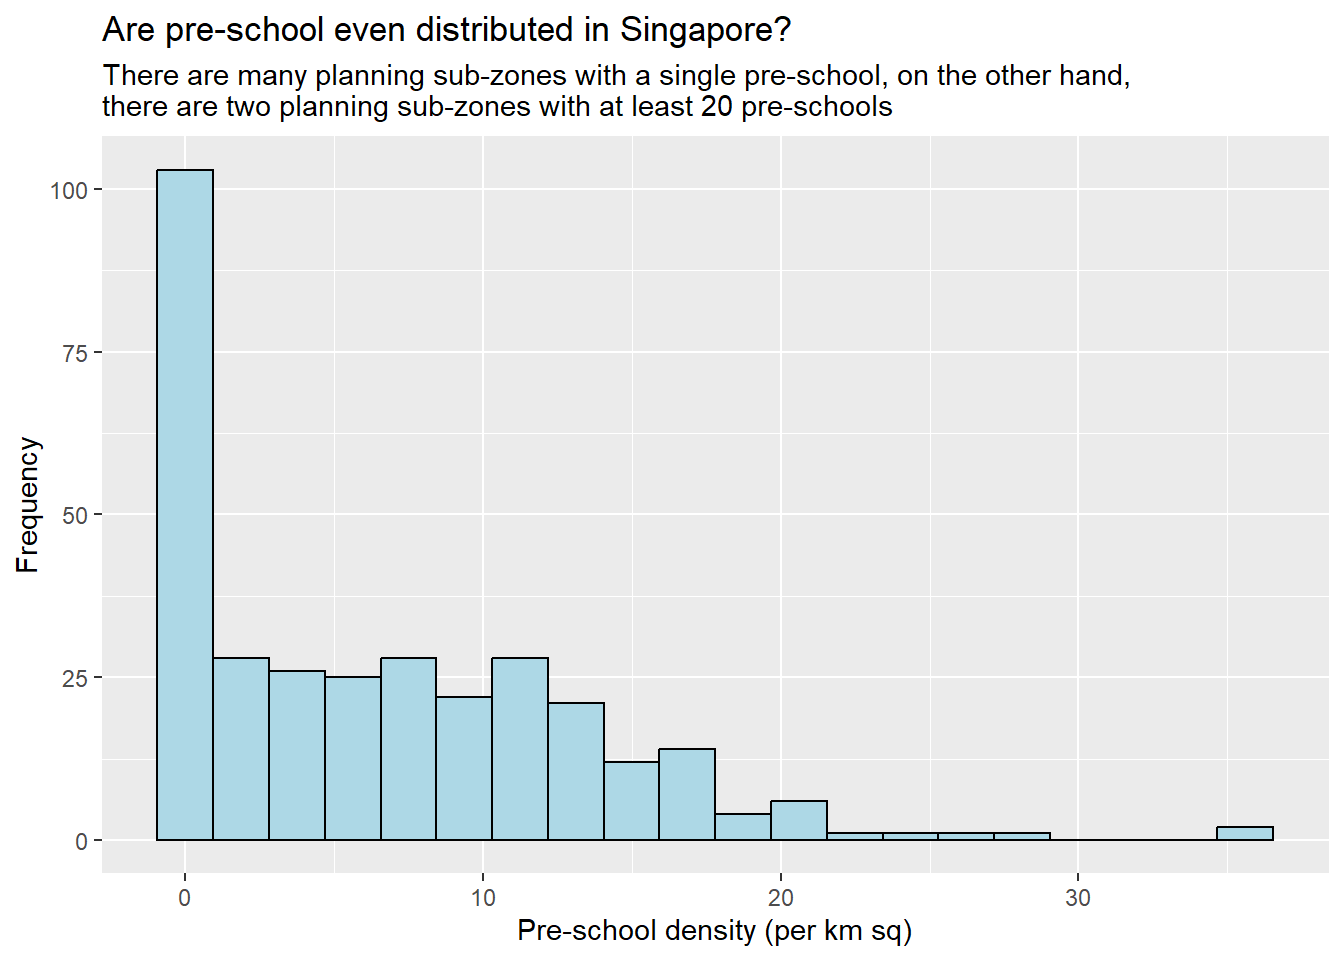 Are pre-school even distributed in Singapore?
There are many planning sub-zones with a single pre-school, on the other hand,
there are two planning sub-zones with at least 20 pre-schools
100
75
50
25
0
Frequency
0 10 20 30
Pre-school density (per km sq)